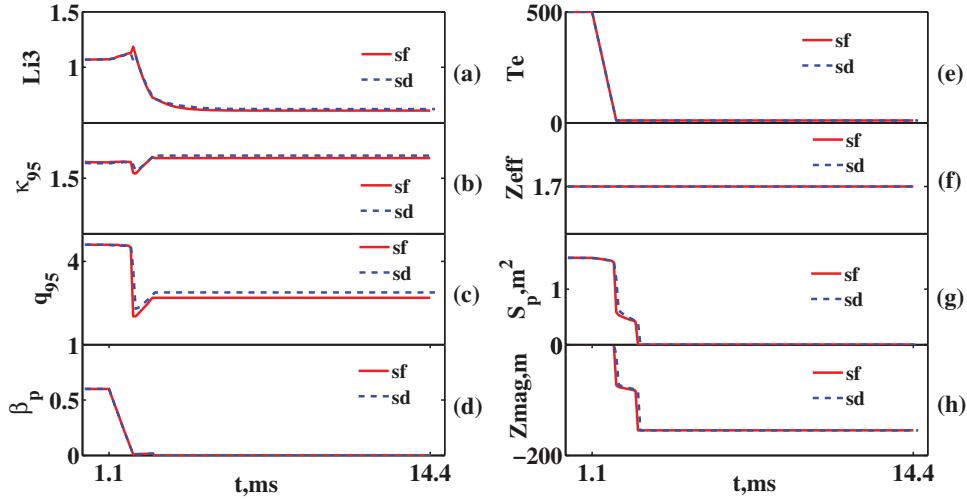 1.5
1
Li3
sf
sd
(a)
1.5
κ95
sf
sd
(b)
4
q95
sf
sd
(c)
1
0.5
0
βp
sf
sd
(d)
1.1
14.4
t,ms
500
0
Te
sf
sd
(e)
1.7
Zeff
sf
sd
(f)
1
0
Sp,m²
sf
sd
(g)
−200
Zmag,m
sf
sd
(h)
1.1
14.4
t,ms